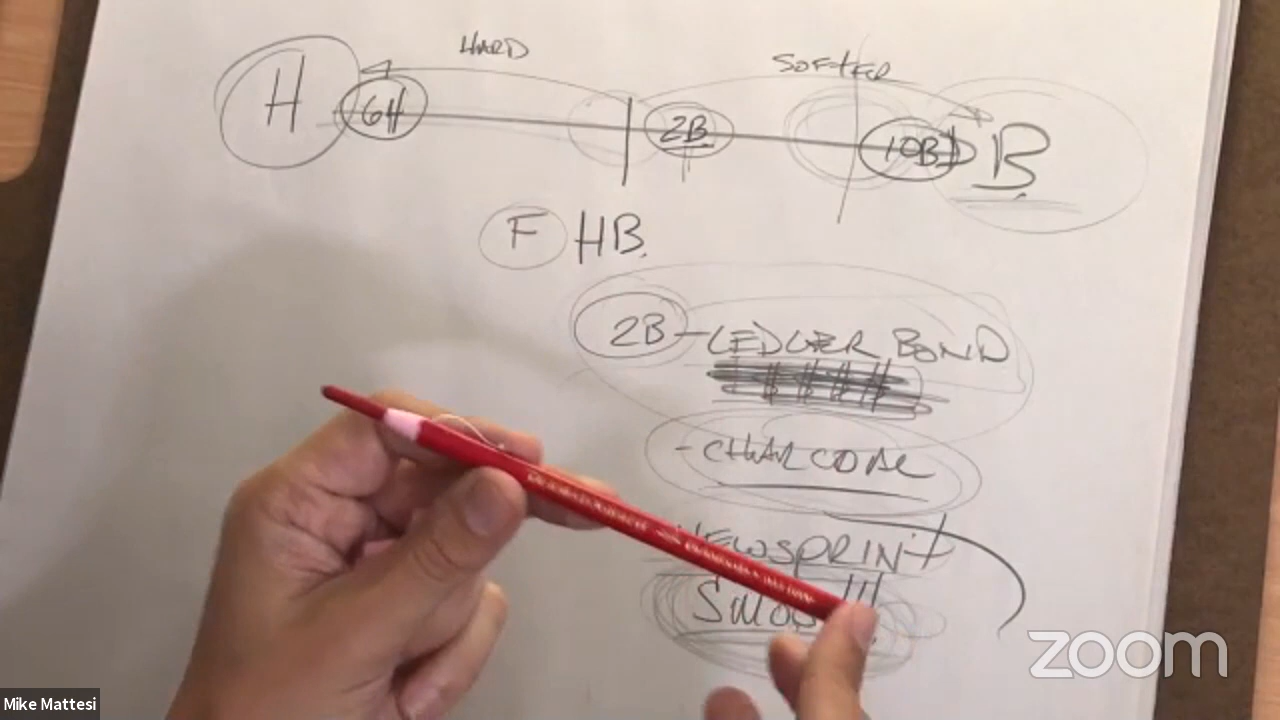 HARD
SOFTER
H 6H 2B 10B B
F HB.
2B - LEDGER BOND
- CHARCOAL
NEWSPRINT
zoom
Mike Mattesi